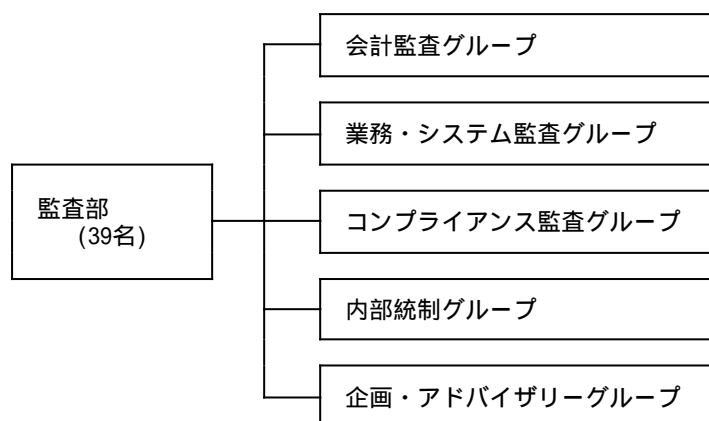 会計監査グループ
業務・システム監査グループ
監査部
(39名)
コンプライアンス監査グループ
内部統制グループ
企画・アドバイザリーグループ